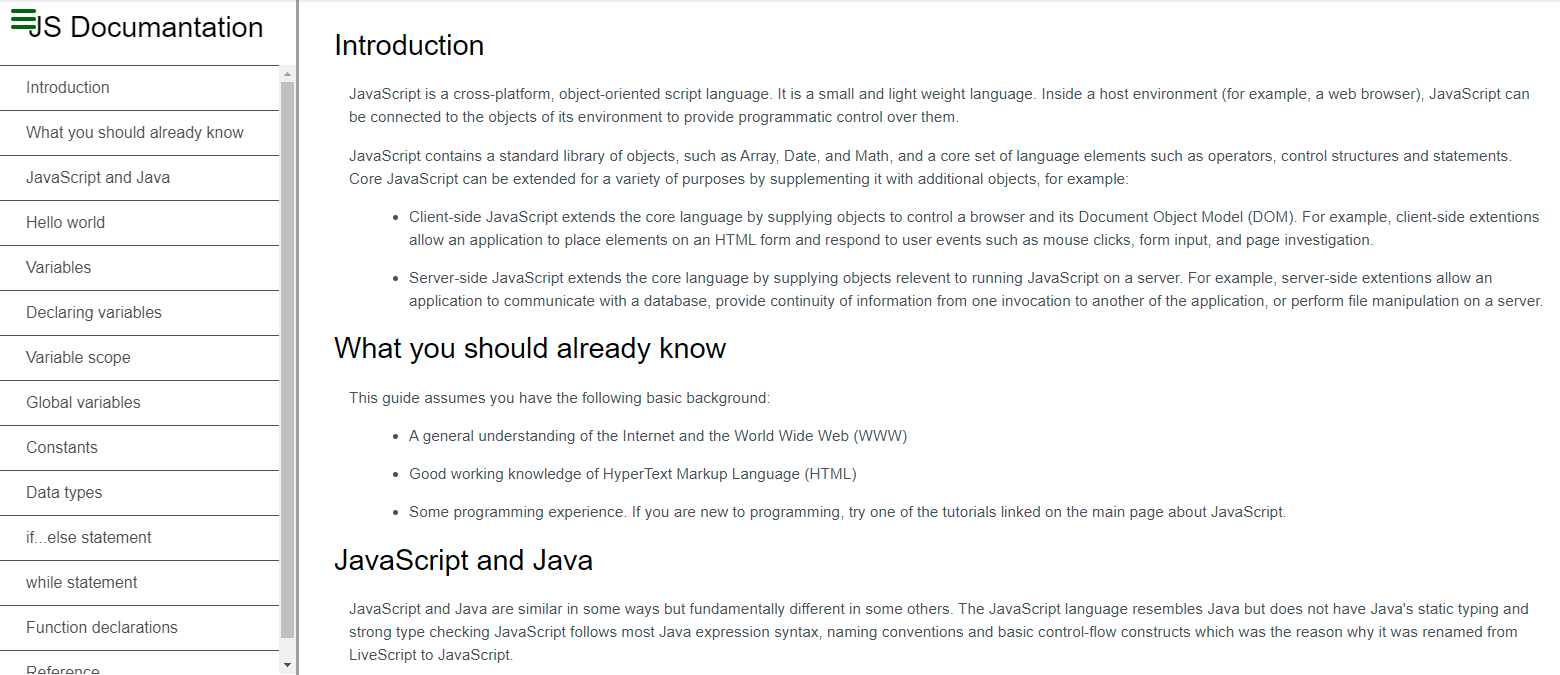 JS Documantation
Introduction
What you should already know
JavaScript and Java
Hello world
Variables
Declaring variables
Variable scope
Global variables
Constants
Data types
if...else statement
while statement
Function declarations
Reference
Introduction
JavaScript is a cross-platform, object-oriented script language. It is a small and light weight language. Inside a host environment (for example, a web browser), JavaScript can
be connected to the objects of its environment to provide programmatic control over them.
JavaScript contains a standard library of objects, such as Array, Date, and Math, and a core set of language elements such as operators, control structures and statements.
Core JavaScript can be extended for a variety of purposes by supplementing it with additional objects, for example:
• Client-side JavaScript extends the core language by supplying objects to control a browser and its Document Object Model (DOM). For example, client-side extentions
allow an application to place elements on an HTML form and respond to user events such as mouse clicks, form input, and page investigation.
• Server-side JavaScript extends the core language by supplying objects relevent to running JavaScript on a server. For example, server-side extentions allow an
application to communicate with a database, provide continuity of information from one invocation to another of the application, or perform file manipulation on a server.
What you should already know
This guide assumes you have the following basic background:
• A general understanding of the Internet and the World Wide Web (WWW)
• Good working knowledge of HyperText Markup Language (HTML)
• Some programming experience. If you are new to programming, try one of the tutorials linked on the main page about JavaScript.
JavaScript and Java
JavaScript and Java are similar in some ways but fundamentally different in some others. The JavaScript language resembles Java but does not have Java's static typing and
strong type checking JavaScript follows most Java expression syntax, naming conventions and basic control-flow constructs which was the reason why it was renamed from
LiveScript to JavaScript.